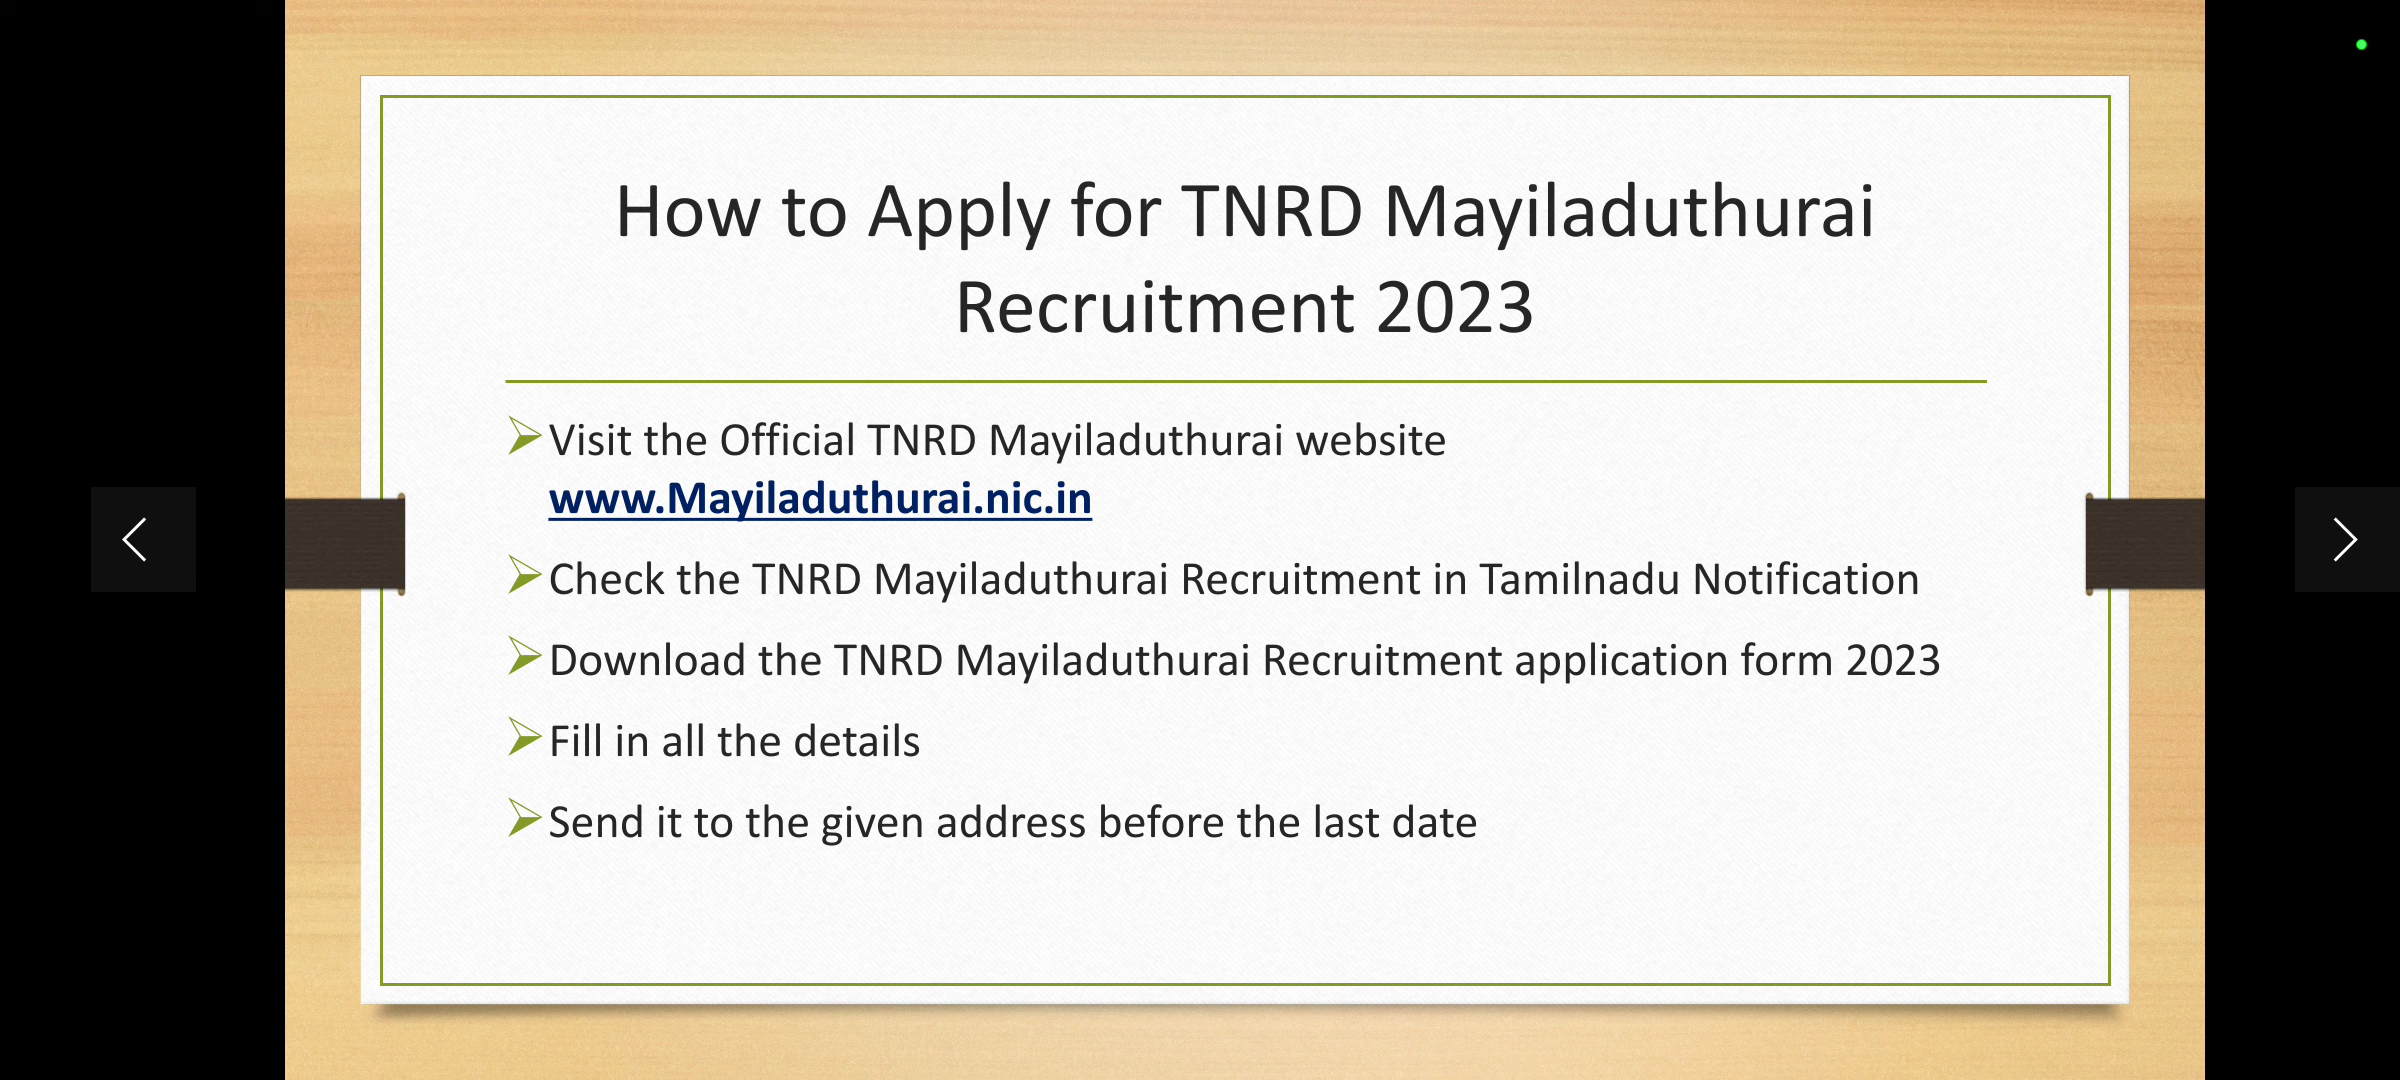 How to Apply for TNRD Mayiladuthurai
Recruitment 2023
Visit the Official TNRD Mayiladuthurai website
www.Mayiladuthurai.nic.in
Check the TNRD Mayiladuthurai Recruitment in Tamilnadu Notification
Download the TNRD Mayiladuthurai Recruitment application form 2023
Fill in all the details
Send it to the given address before the last date